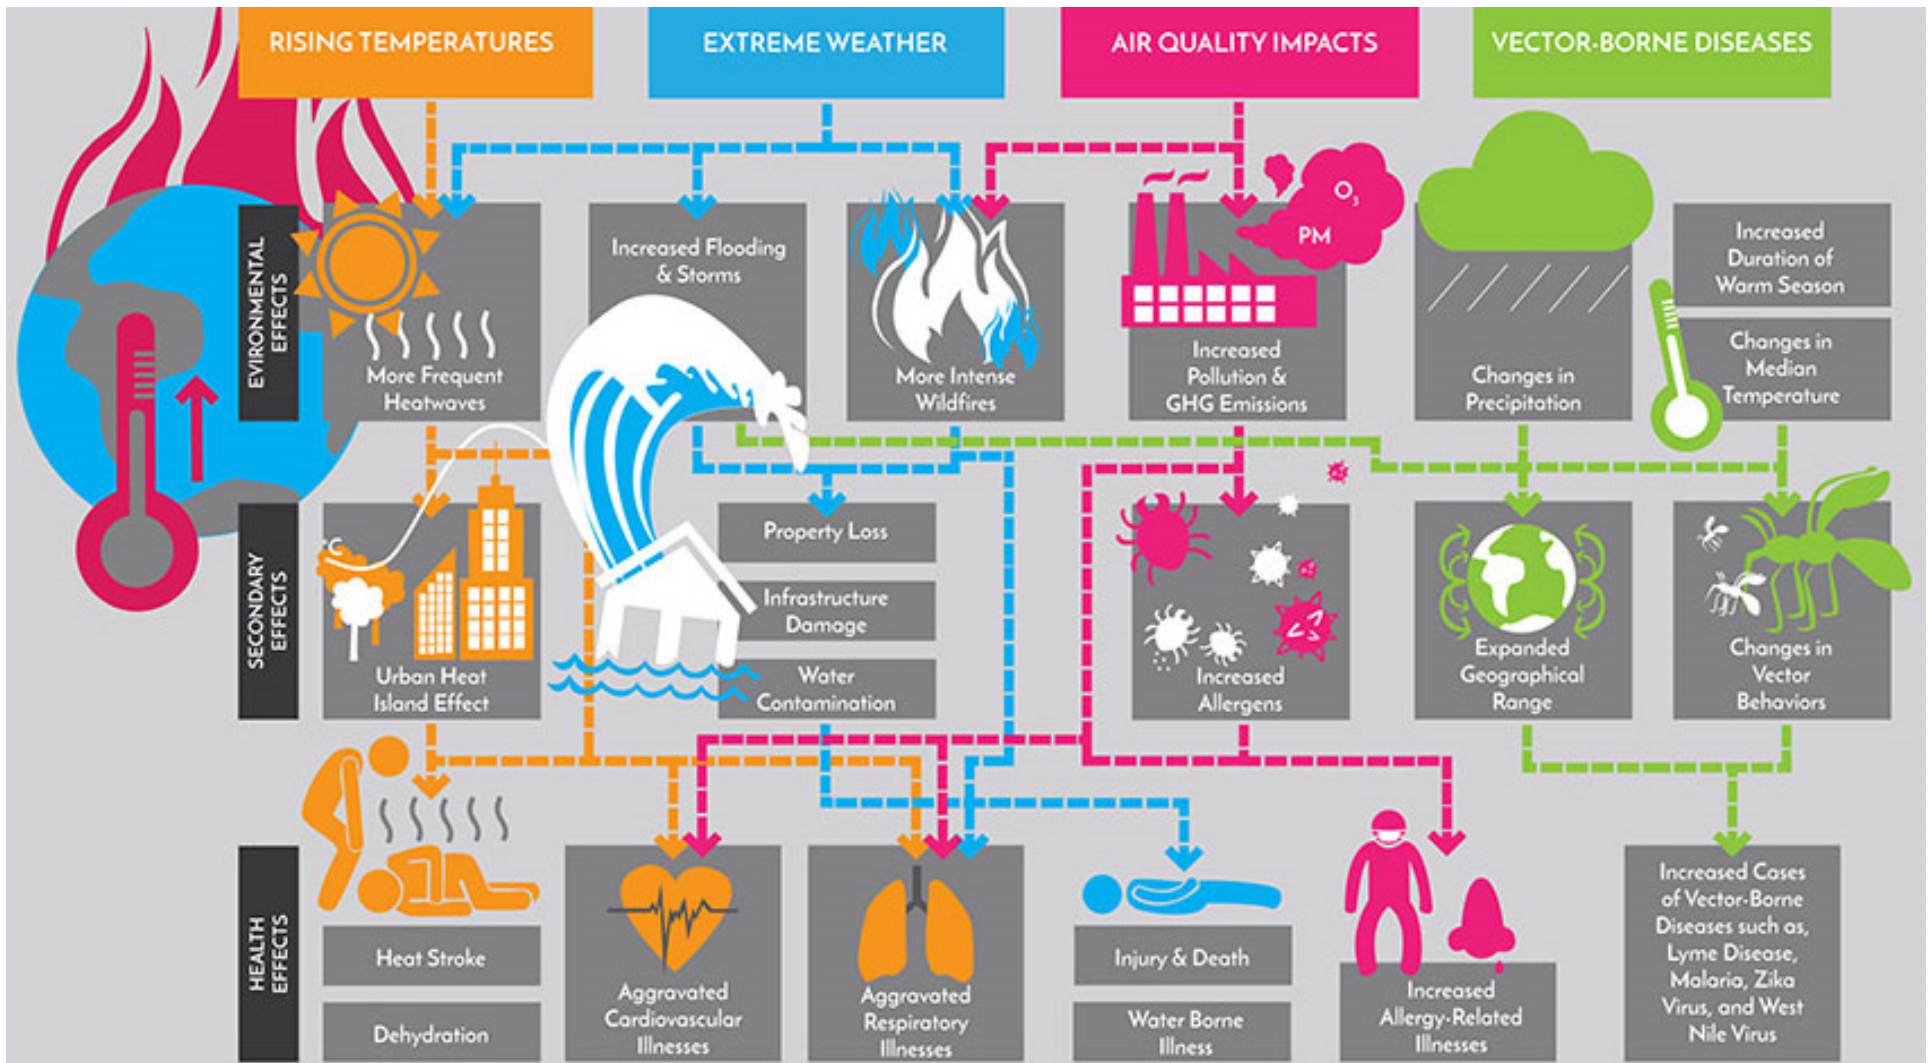 RISING TEMPERATURES
EXTREME WEATHER
AIR QUALITY IMPACTS
VECTOR-BORNE DISEASES
EVIRONMENTAL
EFFECTS
More Frequent
Heatwaves
Increased Flooding
& Storms
More Intense
Wildfires
O3
PM
Increased
Pollution &
GHG Emissions
Changes in
Precipitation
Increased
Duration of
Warm Season
Changes in
Median
Temperature
SECONDARY
EFFECTS
°C
Urban Heat
Island Effect
Property Loss
Infrastructure
Damage
Water
Contamination
Increased
Allergens
Expanded
Geographical
Range
Changes in
Vector
Behaviors
HEALTH
EFFECTS
Heat Stroke
Dehydration
Aggravated
Cardiovascular
Illnesses
Aggravated
Respiratory
Illnesses
Injury & Death
Water Borne
Illness
Increased
Allergy-Related
Illnesses
Increased Cases
of Vector-Borne
Diseases such as,
Lyme Disease,
Malaria, Zika
Virus, and West
Nile Virus